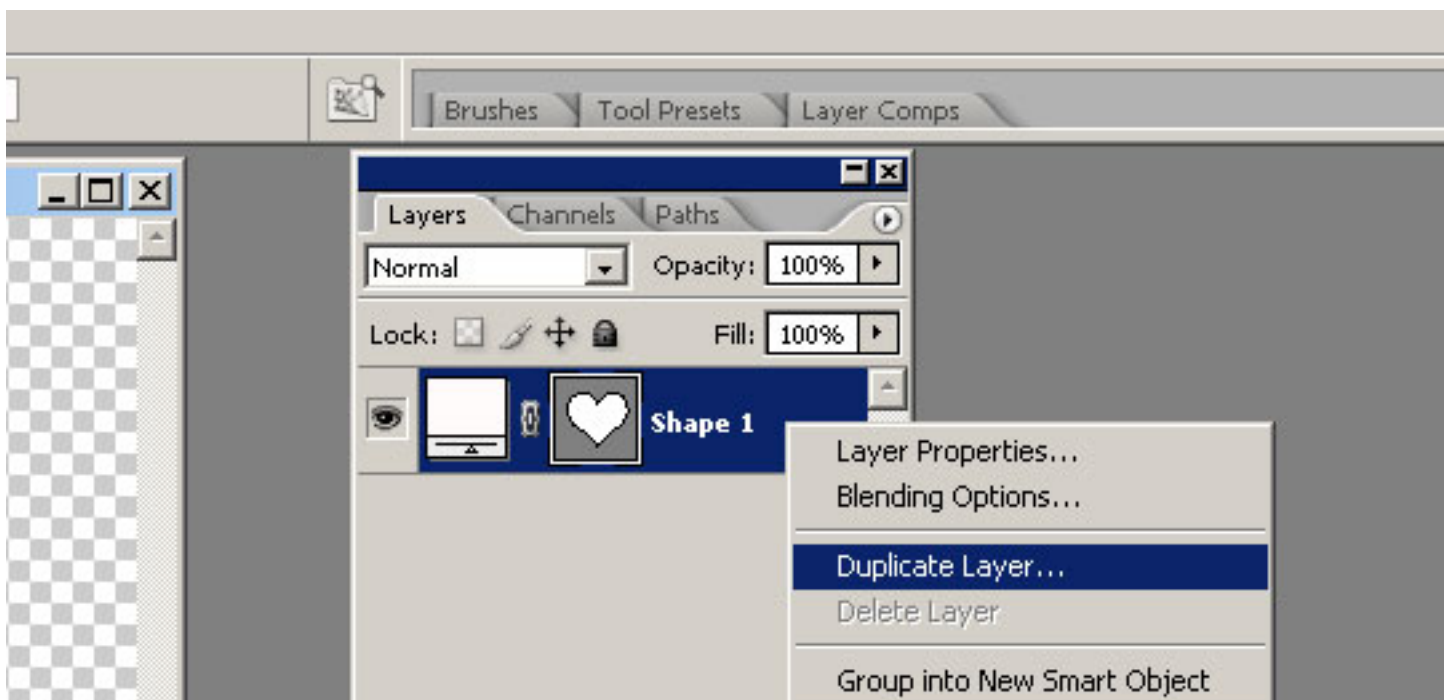 Brushes Tool Presets Layer Comps
Layers Channels Paths
Normal Opacity: 100%
Lock: Fill: 100%
Shape 1
Layer Properties...
Blending Options...
Duplicate Layer...
Delete Layer
Group into New Smart Object